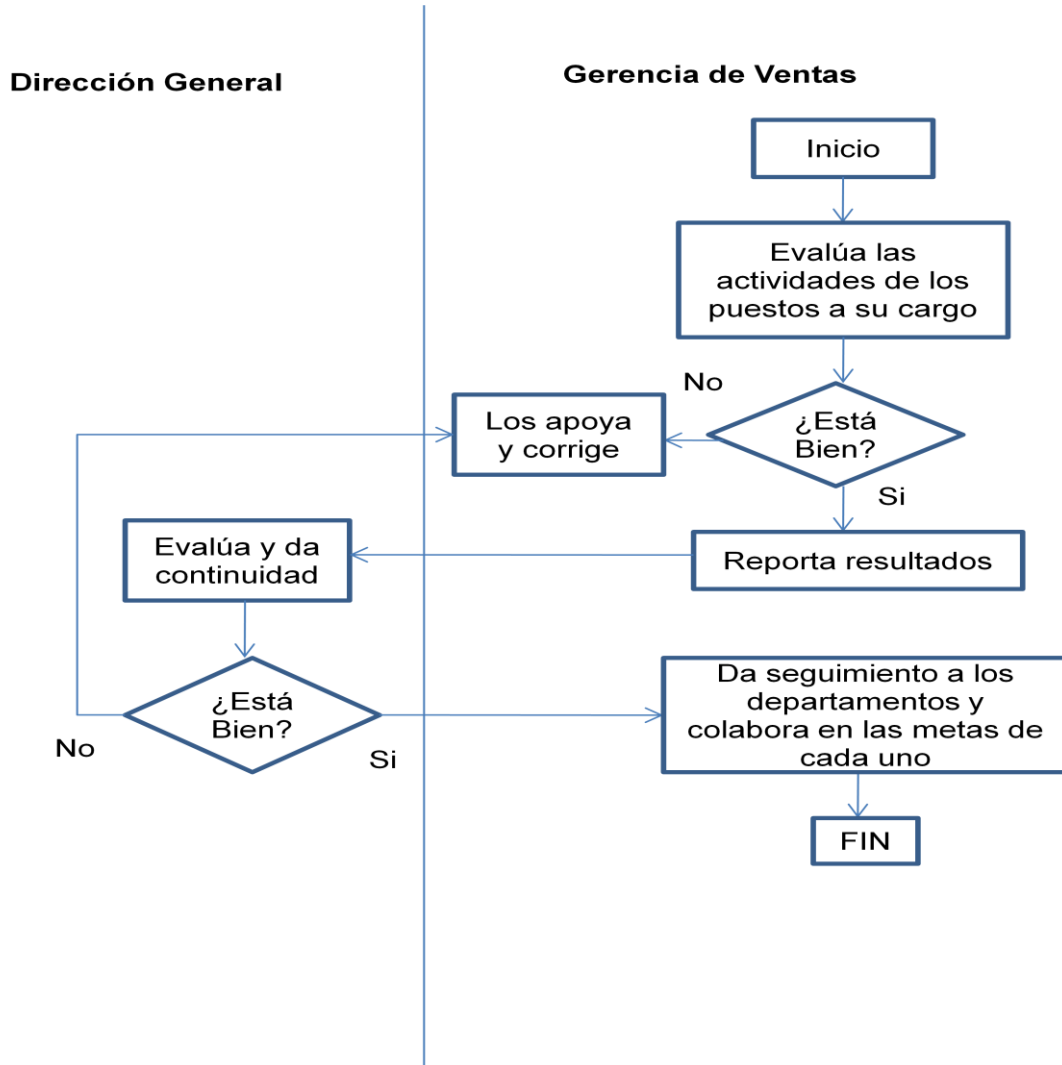 Dirección General
Gerencia de Ventas
Inicio
Evalúa las
actividades de los
puestos a su cargo
No
¿Está
Bien?
Los apoya
y corrige
Si
Reporta resultados
Evalúa y da
continuidad
¿Está
Bien?
No
Si
Da seguimiento a los
departamentos y
colabora en las metas de
cada uno
FIN